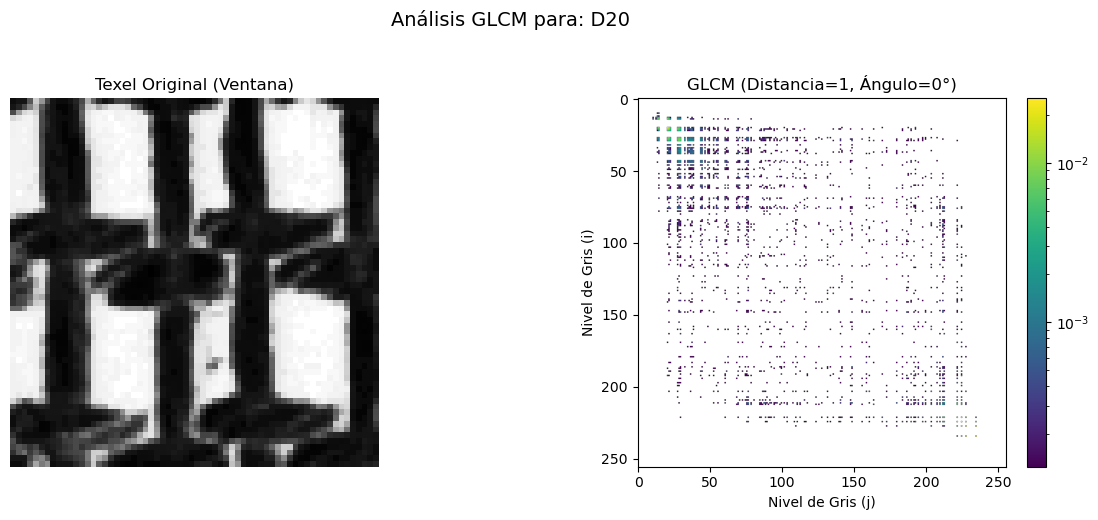 Análisis GLCM para: D20
Texel Original (Ventana)
GLCM (Distancia=1, Ángulo=0°)
0
50
100
150
200
250
Nivel de Gris (i)
0 50 100 150 200 250
Nivel de Gris (j)
10⁻²
10⁻³